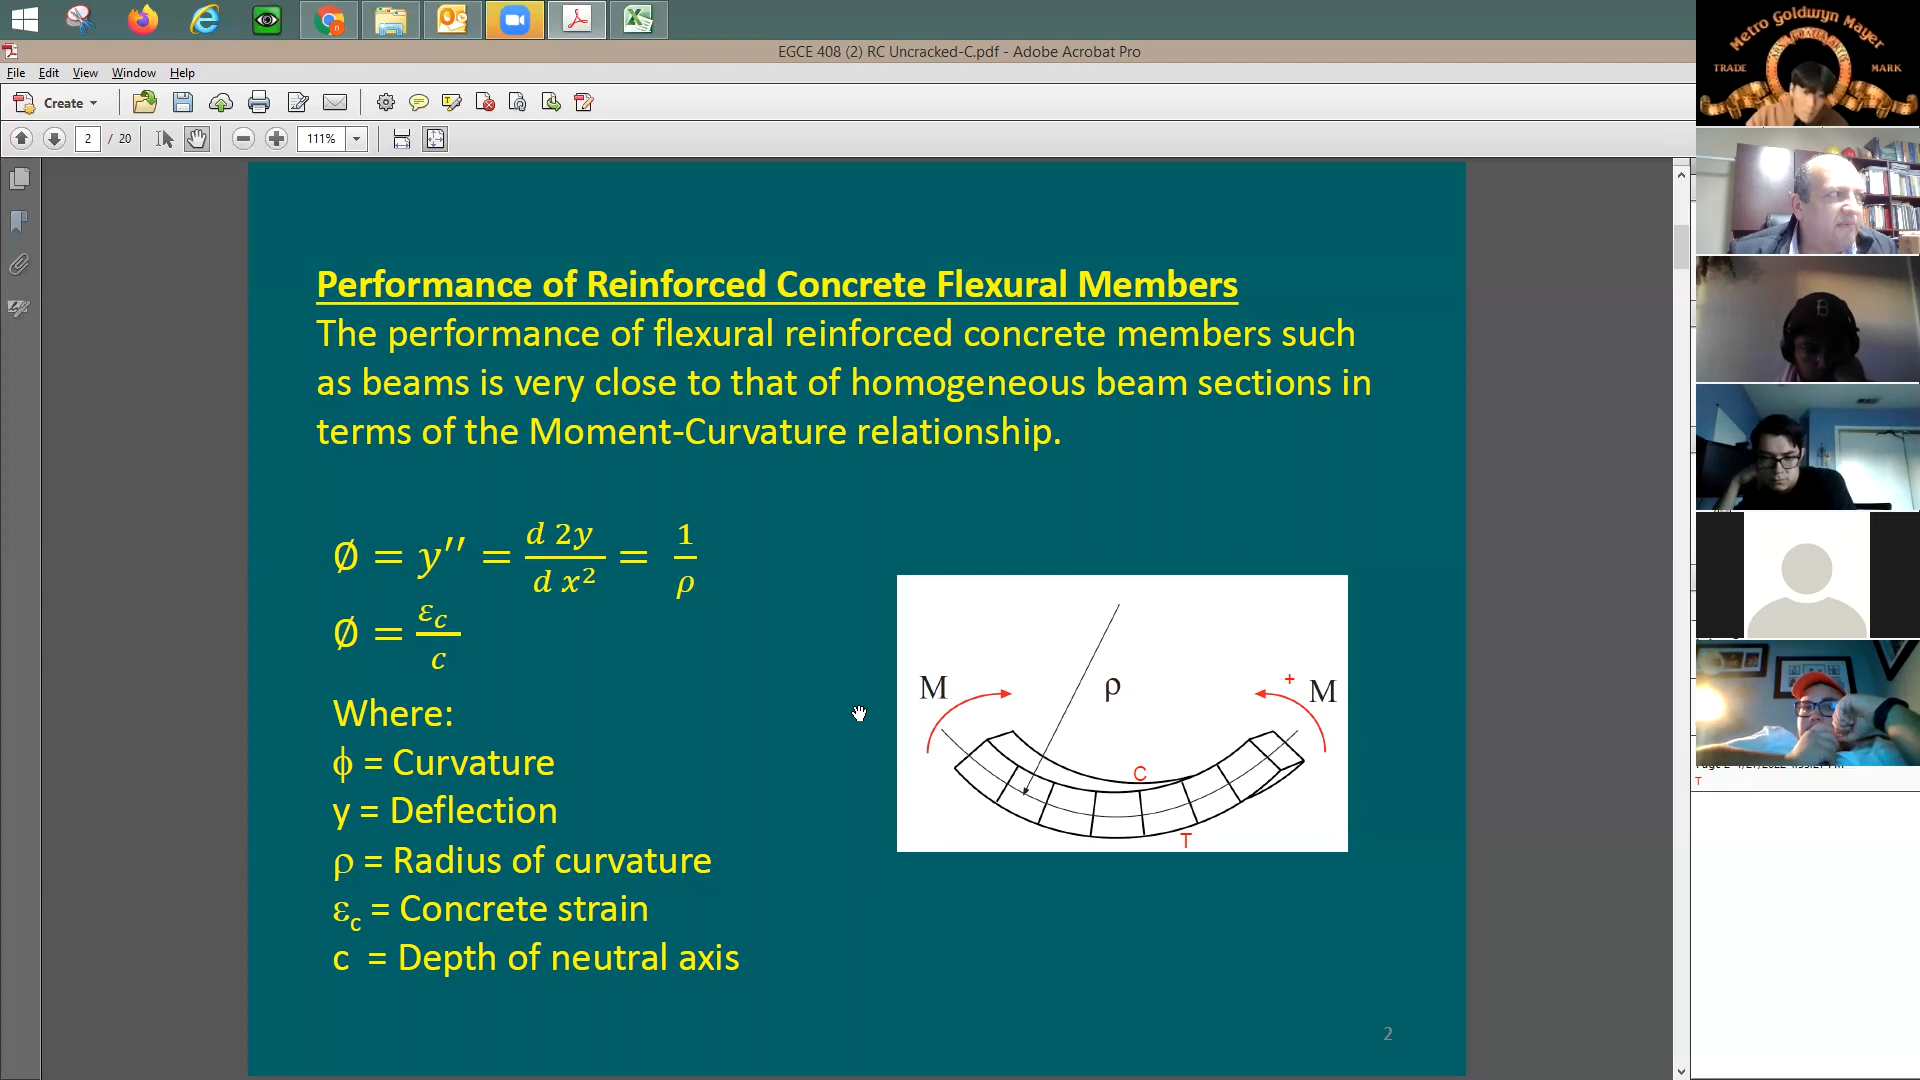 EGCE 408 (2) RC Uncracked-C.pdf - Adobe Acrobat Pro
File Edit View Window Help
Create
2 / 20 111%
Performance of Reinforced Concrete Flexural Members
The performance of flexural reinforced concrete members such
as beams is very close to that of homogeneous beam sections in
terms of the Moment-Curvature relationship.
∅ = y′′ = d 2y / d x² = 1 / ρ
∅ = ε_c / c
Where:
ϕ = Curvature
y = Deflection
ρ = Radius of curvature
ε_c = Concrete strain
c = Depth of neutral axis
M ρ + M
C
T
2
Metro Goldwyn Mayer
TRADE MARK
B
T